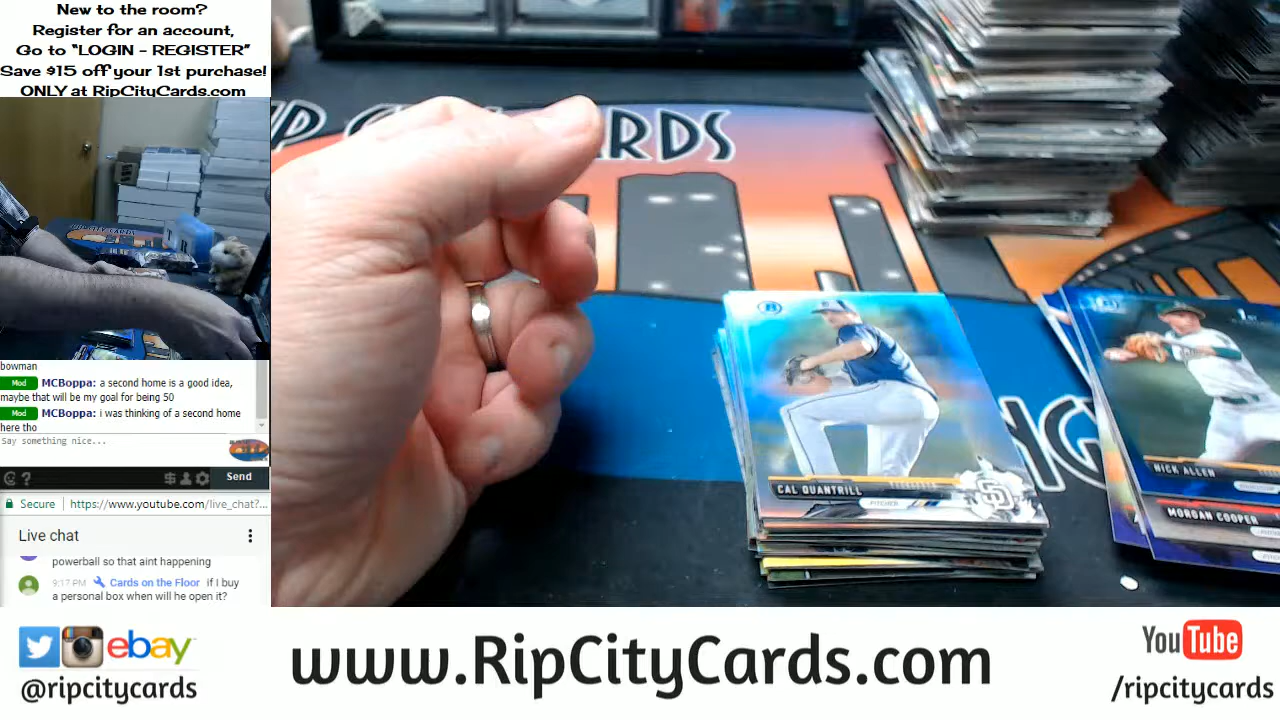 New to the room?
Register for an account,
Go to "LOGIN - REGISTER"
Save $15 off your 1st purchase!
ONLY at RipCityCards.com
bowman
Mod MCBoppa: a second home is a good idea,
maybe that will be my goal for being 50
Mod MCBoppa: i was thinking of a second home
here tho
Say something nice...
Send
Secure https://www.youtube.com/live_chat?...
Live chat
powerball so that aint happening
9:17 PM Cards on the Floor if I buy
a personal box when will he open it?
ARDS
CAL QUANTRILL
PITCHER
SD
NICK ALLEN
MORGAN COOPER
ebay
@ripcitycards
www.RipCityCards.com
YouTube
/ripcitycards